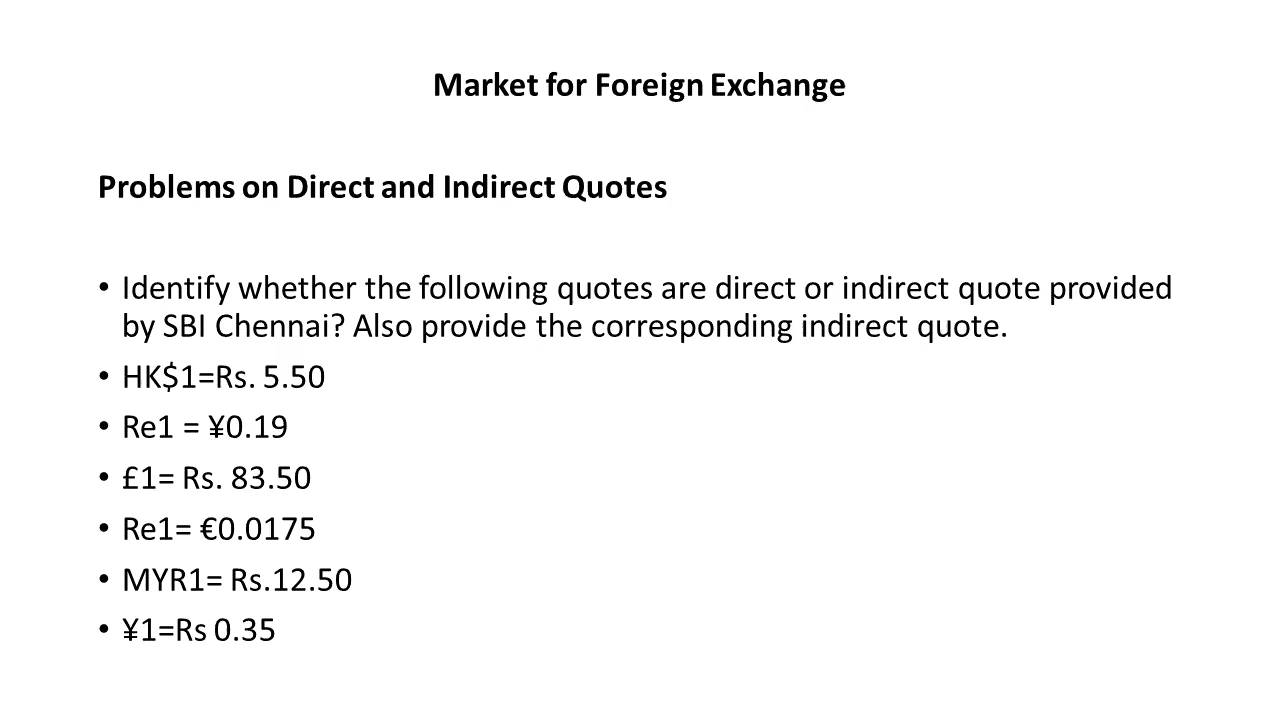 Market for Foreign Exchange
Problems on Direct and Indirect Quotes
• Identify whether the following quotes are direct or indirect quote provided
by SBI Chennai? Also provide the corresponding indirect quote.
• HK$1=Rs. 5.50
• Re1 = ¥0.19
• £1= Rs. 83.50
• Re1= €0.0175
• MYR1= Rs.12.50
• ¥1=Rs 0.35